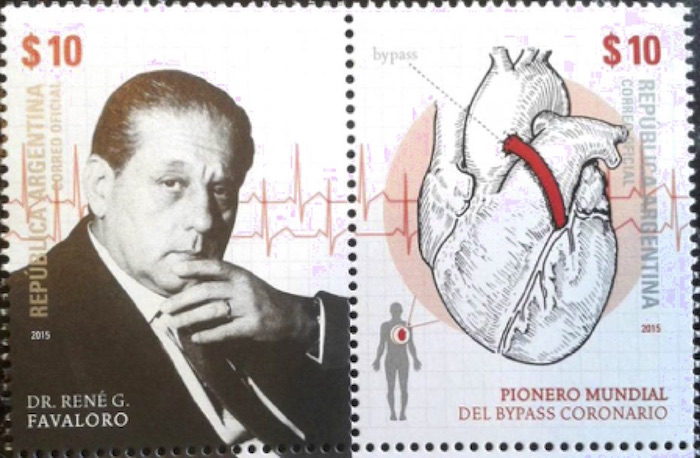 $10
REPÚBLICA ARGENTINA
CORREO OFICIAL
2015
DR. RENÉ G.
FAVALORO
bypass
$10
REPÚBLICA ARGENTINA
CORREO OFICIAL
2015
PIONERO MUNDIAL
DEL BYPASS CORONARIO